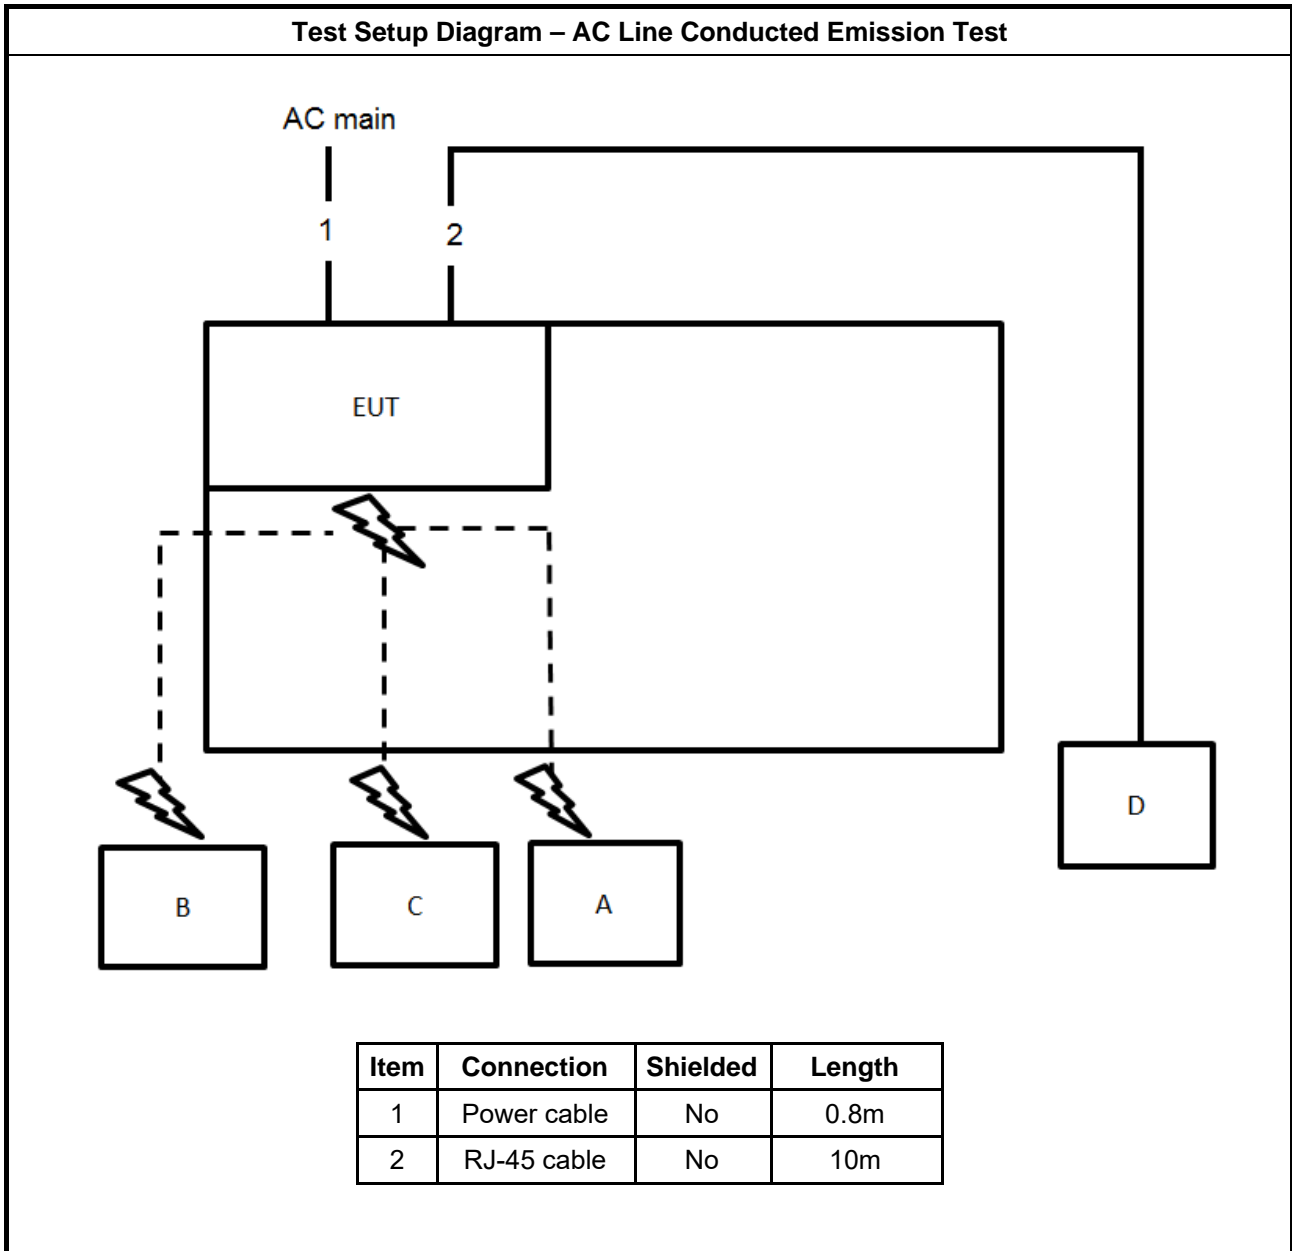 Test Setup Diagram – AC Line Conducted Emission Test
AC main
1
2
EUT
D
B
C
A
Item Connection Shielded Length
1 Power cable No 0.8m
2 RJ-45 cable No 10m